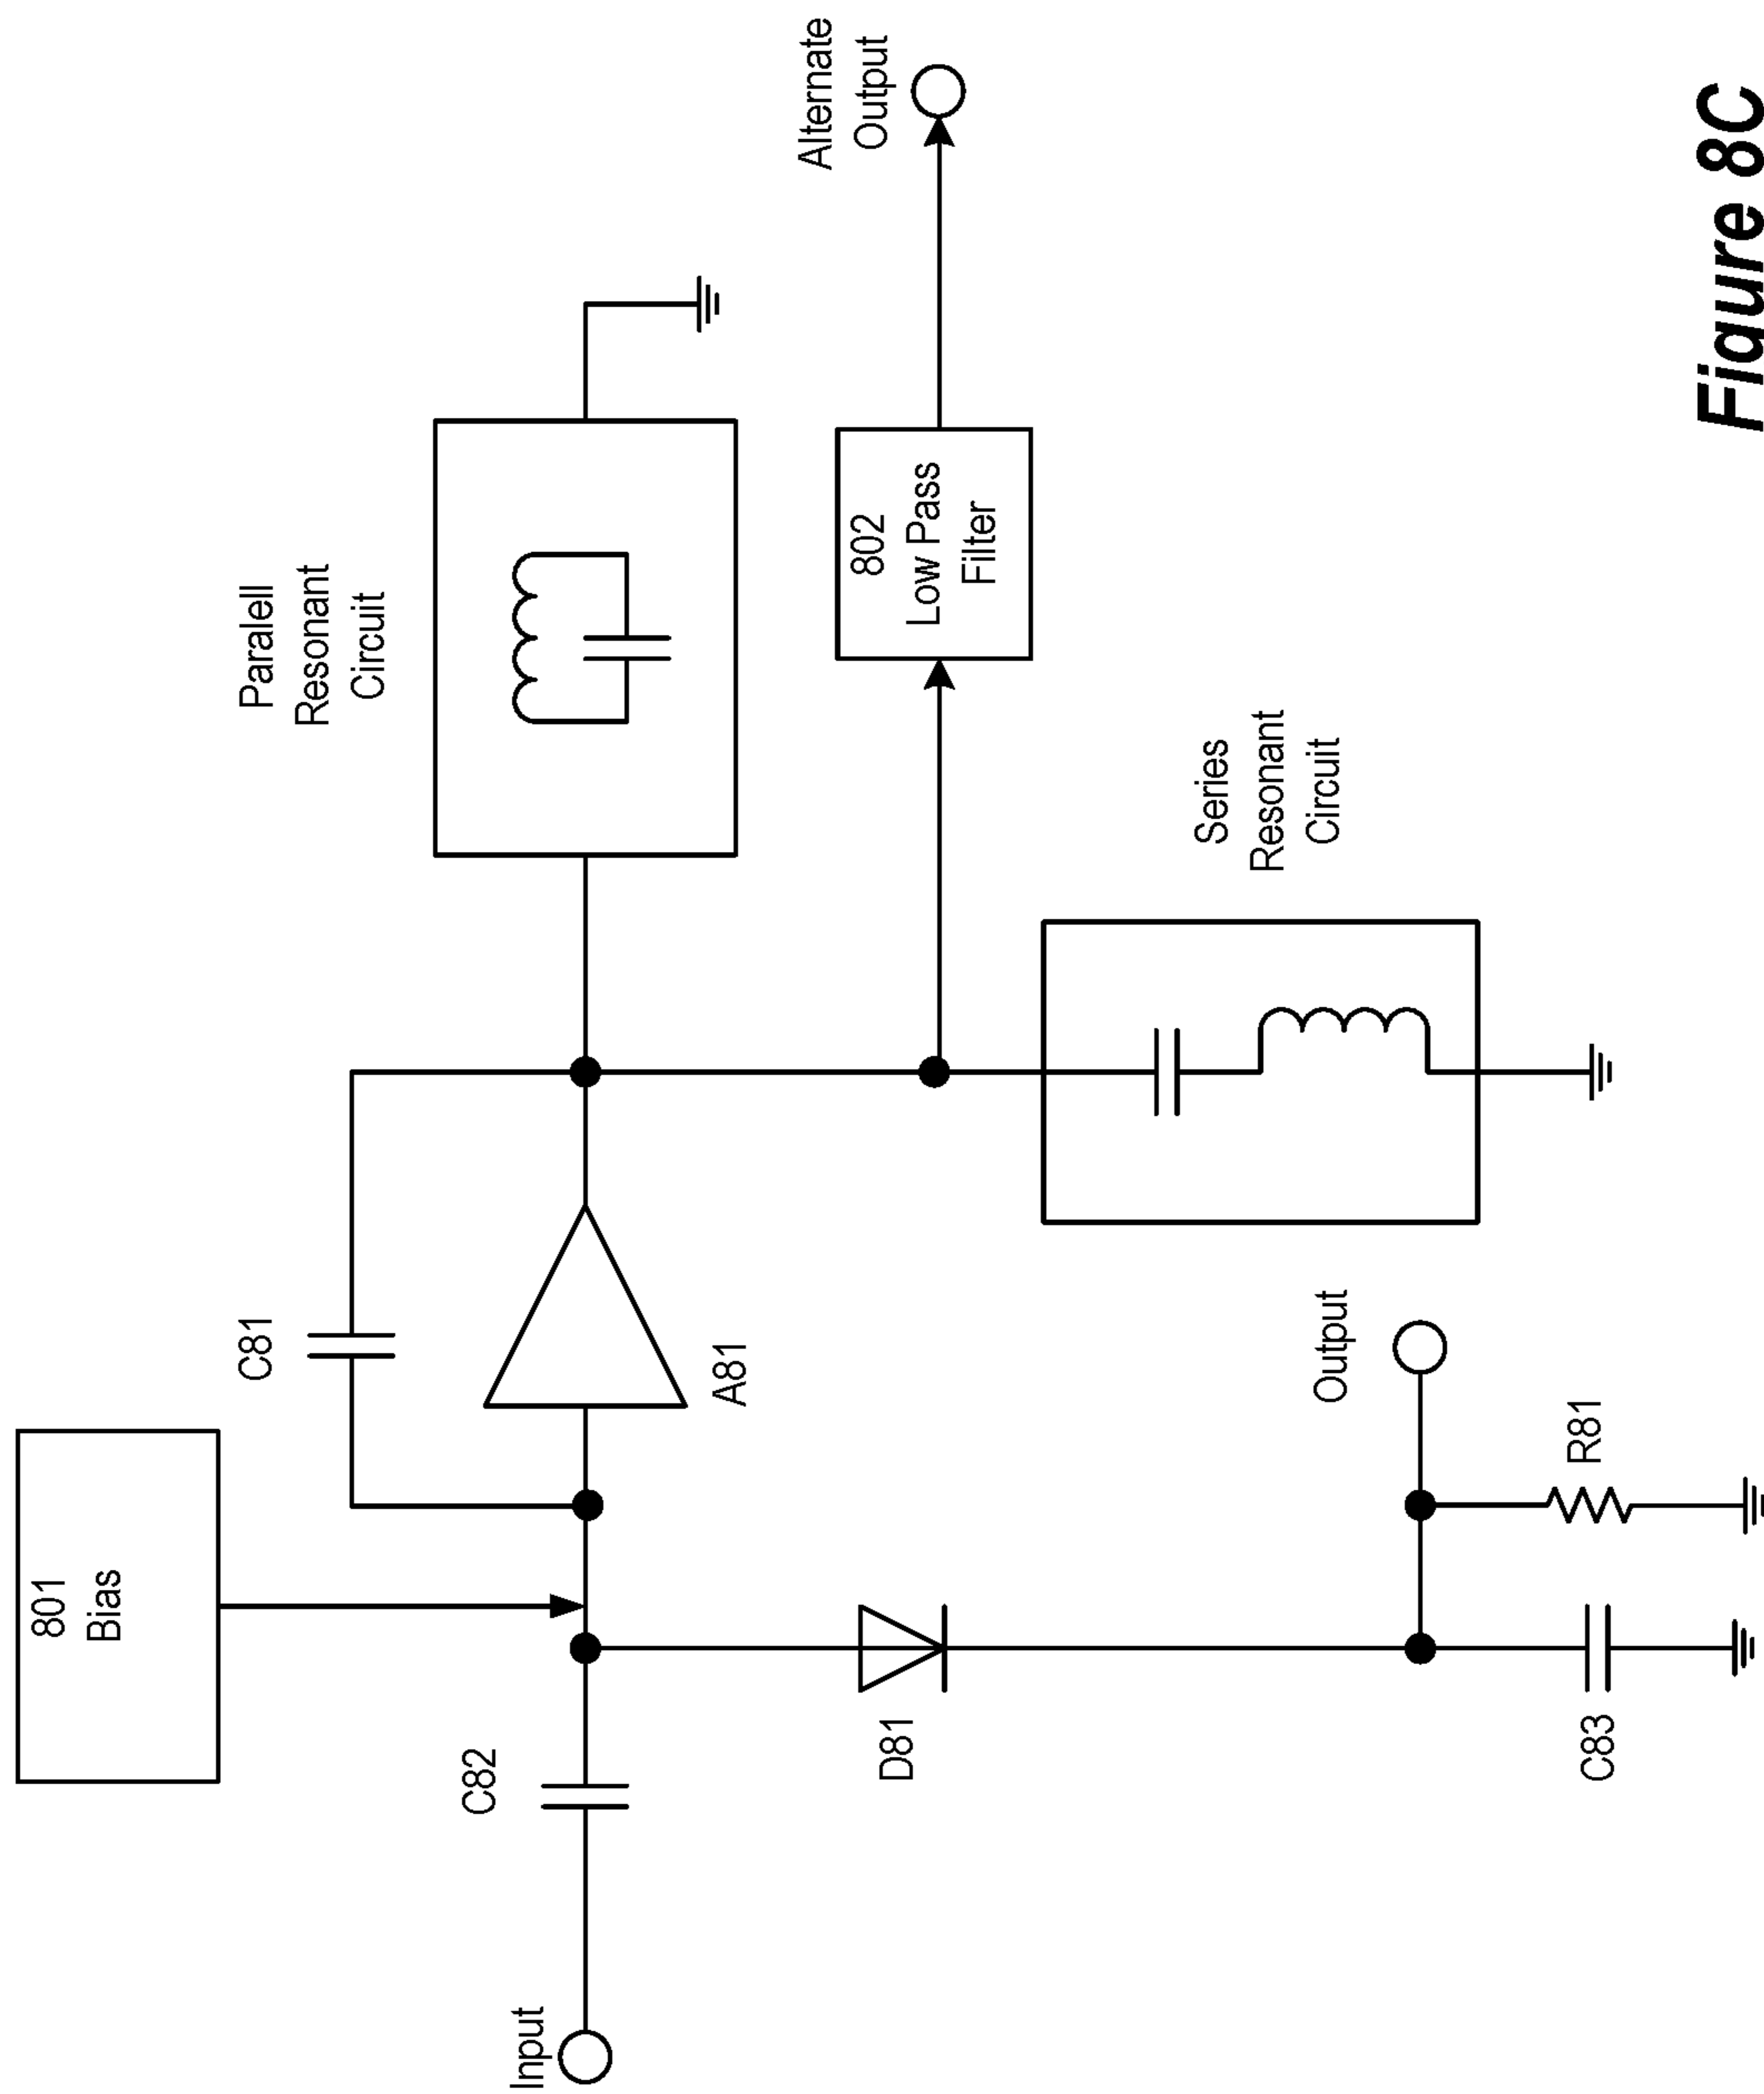 801
Bias
C81
Paralell
Resonant
Circuit
Input
C82
A81
Alternate
Output
802
Low Pass
Filter
D81
Output
Series
Resonant
Circuit
C83
R81
Figure 8C